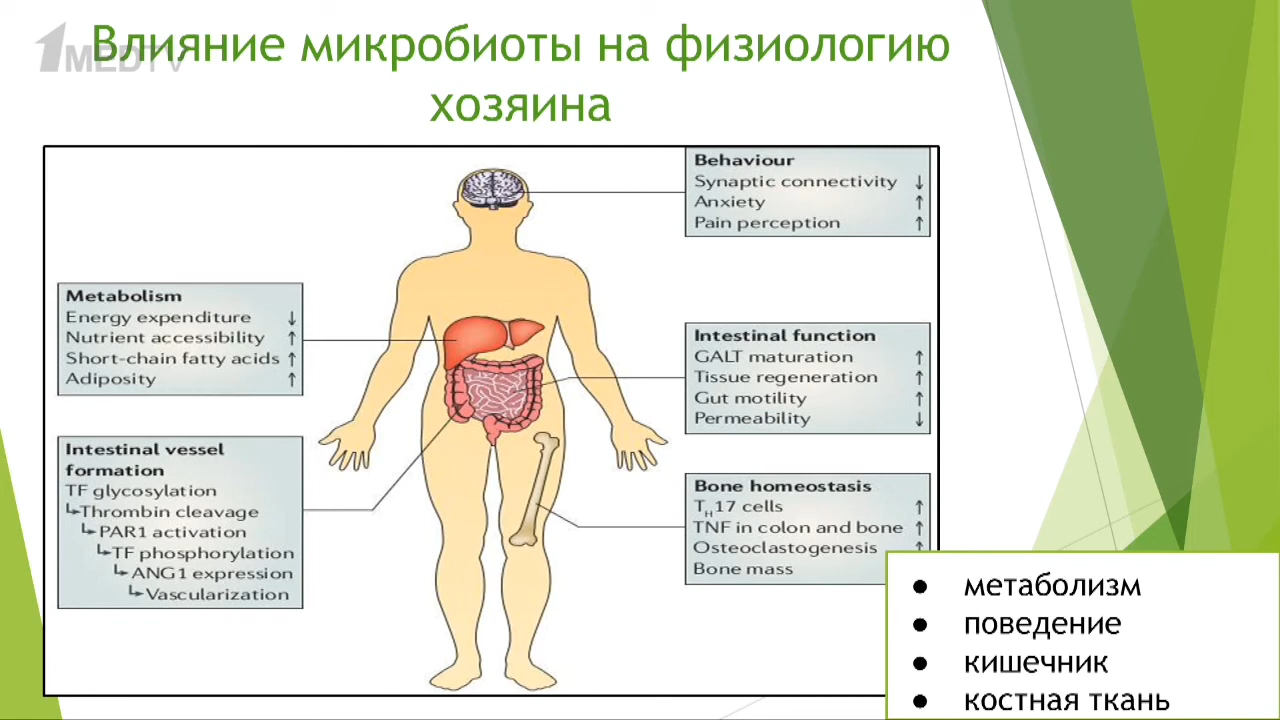 1MEDTV
Влияние микробиоты на физиологию
хозяина
Behaviour
Synaptic connectivity ↓
Anxiety ↑
Pain perception ↑
Metabolism
Energy expenditure ↓
Nutrient accessibility ↑
Short-chain fatty acids ↑
Adiposity ↑
Intestinal function
GALT maturation ↑
Tissue regeneration ↑
Gut motility ↑
Permeability ↓
Intestinal vessel
formation
TF glycosylation
↳Thrombin cleavage
↳PAR1 activation
↳TF phosphorylation
↳ANG1 expression
↳Vascularization
Bone homeostasis
TH17 cells ↑
TNF in colon and bone ↑
Osteoclastogenesis ↑
Bone mass
● метаболизм
● поведение
● кишечник
● костная ткань